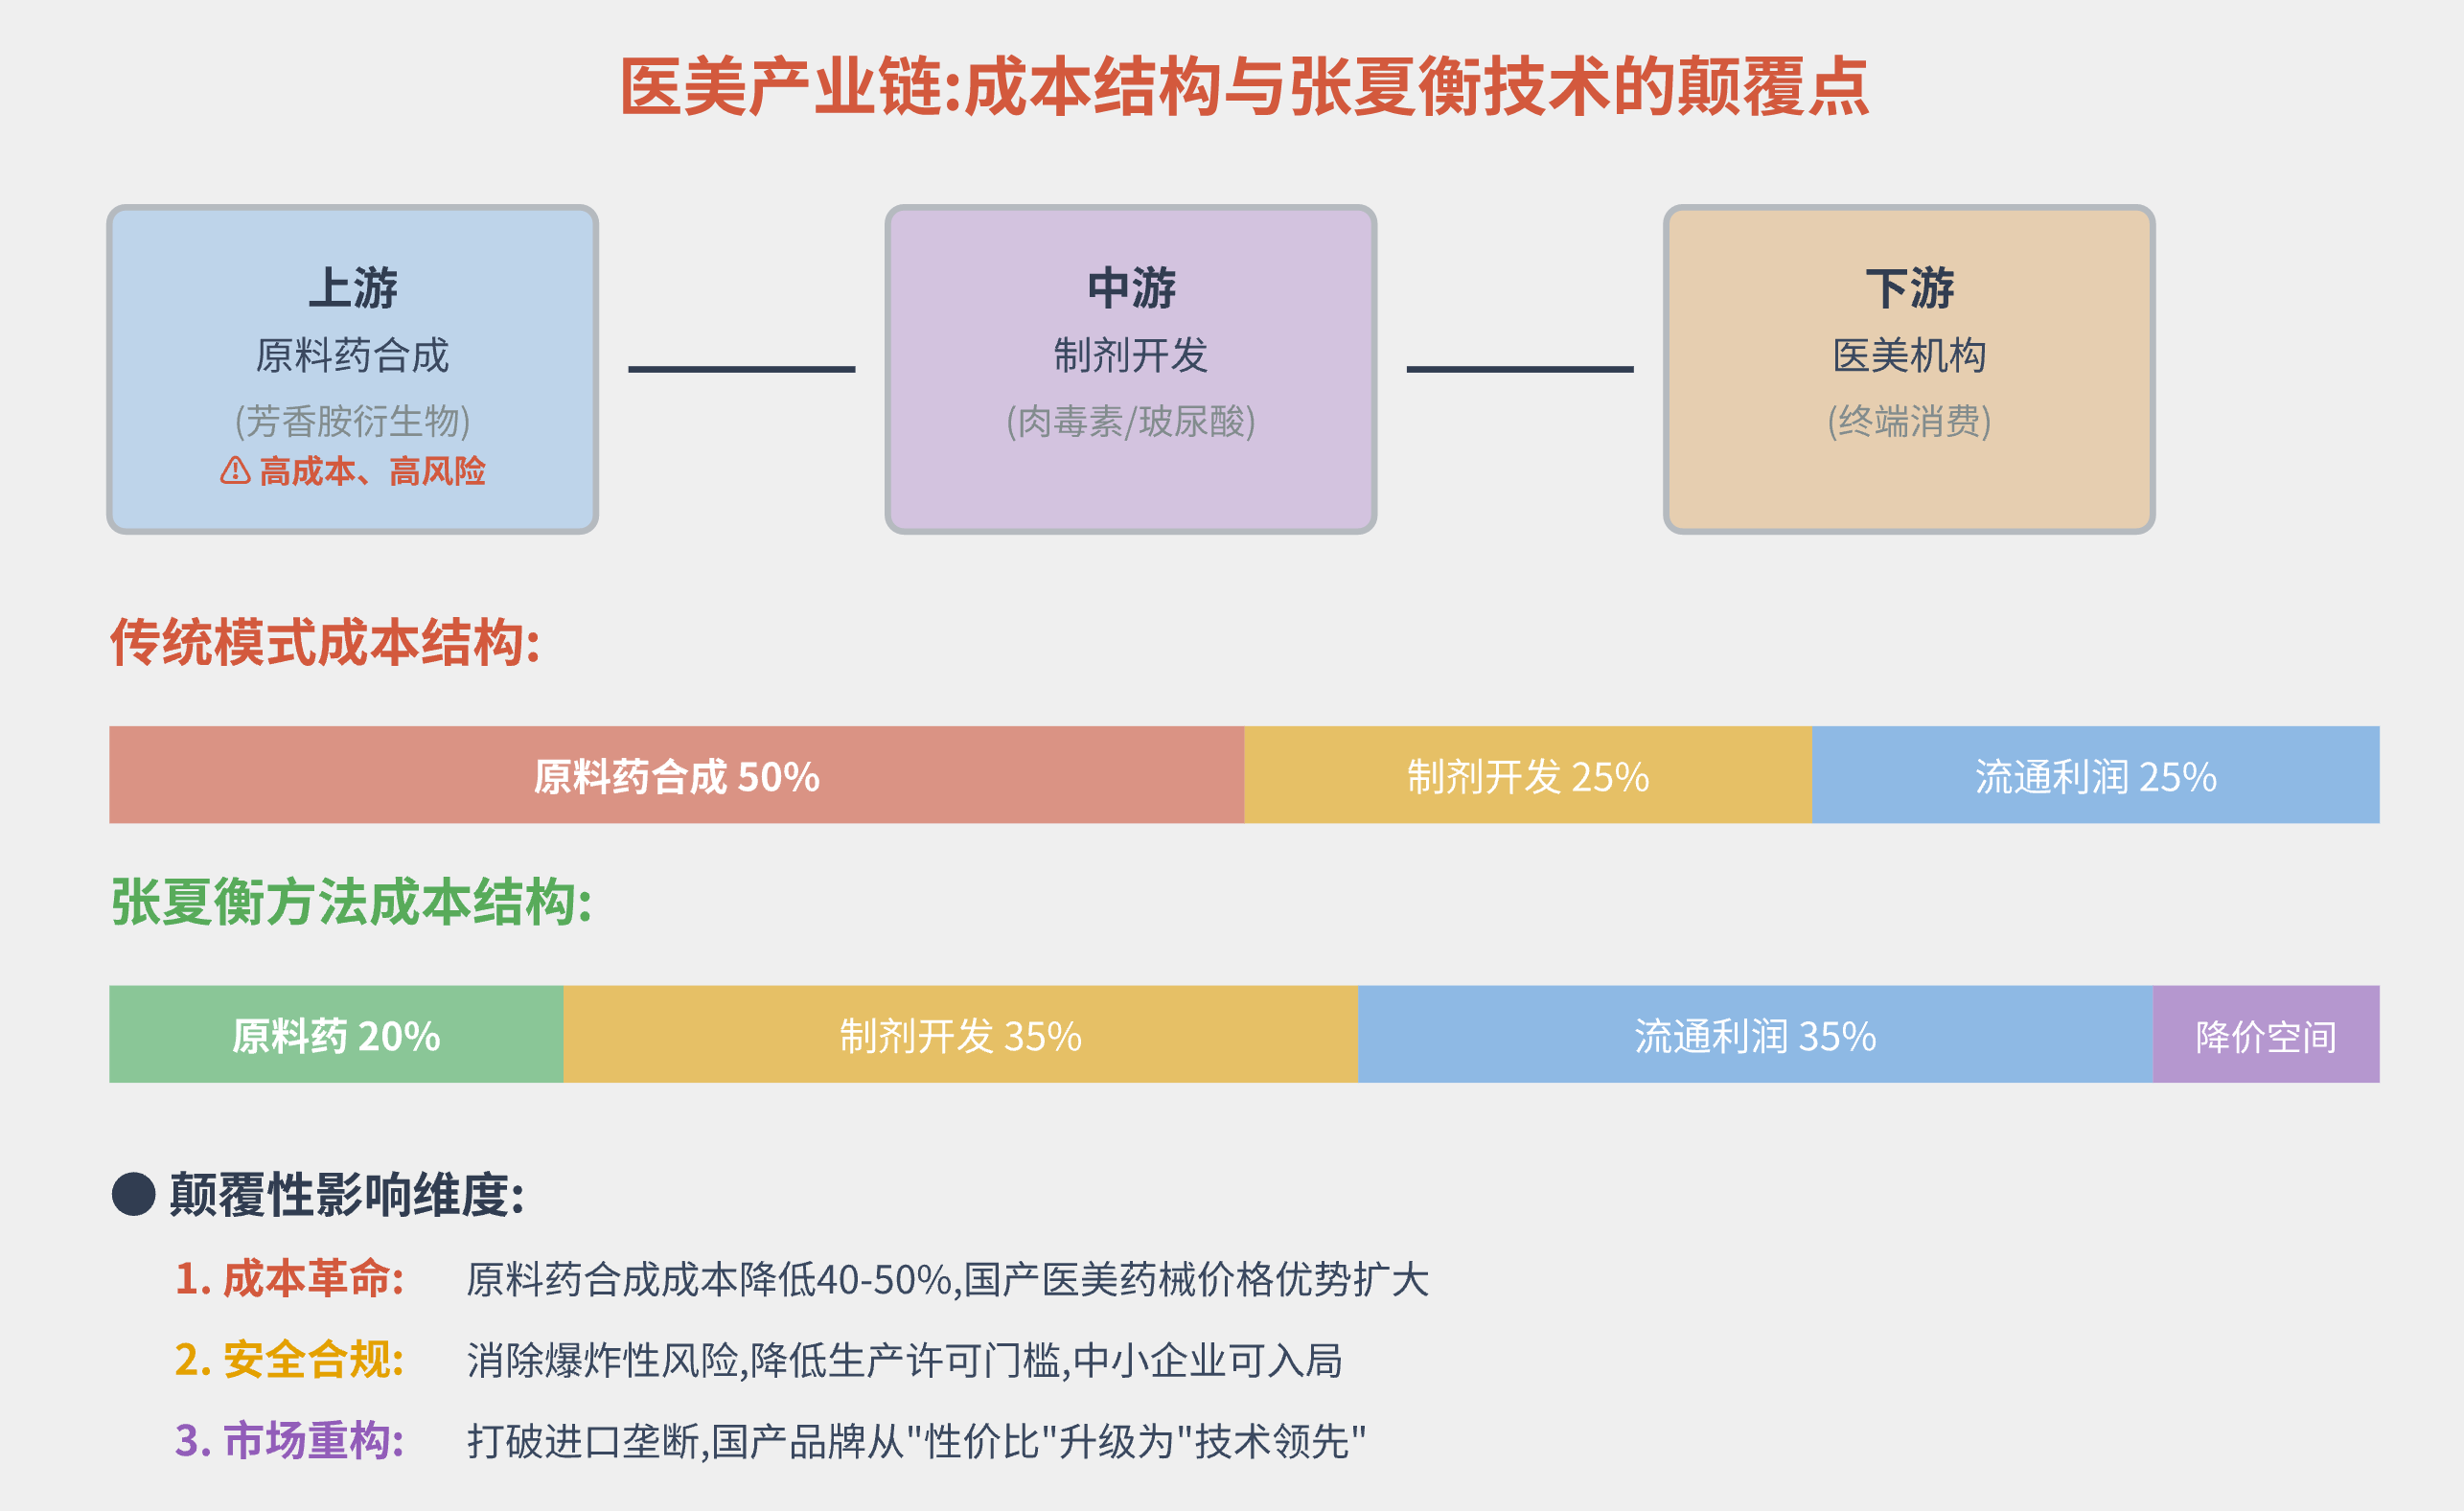 医美产业链:成本结构与张夏衡技术的颠覆点
上游
原料药合成
(芳香胺衍生物)
⚠ 高成本、高风险
中游
制剂开发
(肉毒素/玻尿酸)
下游
医美机构
(终端消费)
传统模式成本结构:
原料药合成 50%
制剂开发 25%
流通利润 25%
张夏衡方法成本结构:
原料药 20%
制剂开发 35%
流通利润 35%
降价空间
● 颠覆性影响维度:
1. 成本革命: 原料药合成成本降低40-50%,国产医美药械价格优势扩大
2. 安全合规: 消除爆炸性风险,降低生产许可门槛,中小企业可入局
3. 市场重构: 打破进口垄断,国产品牌从"性价比"升级为"技术领先"